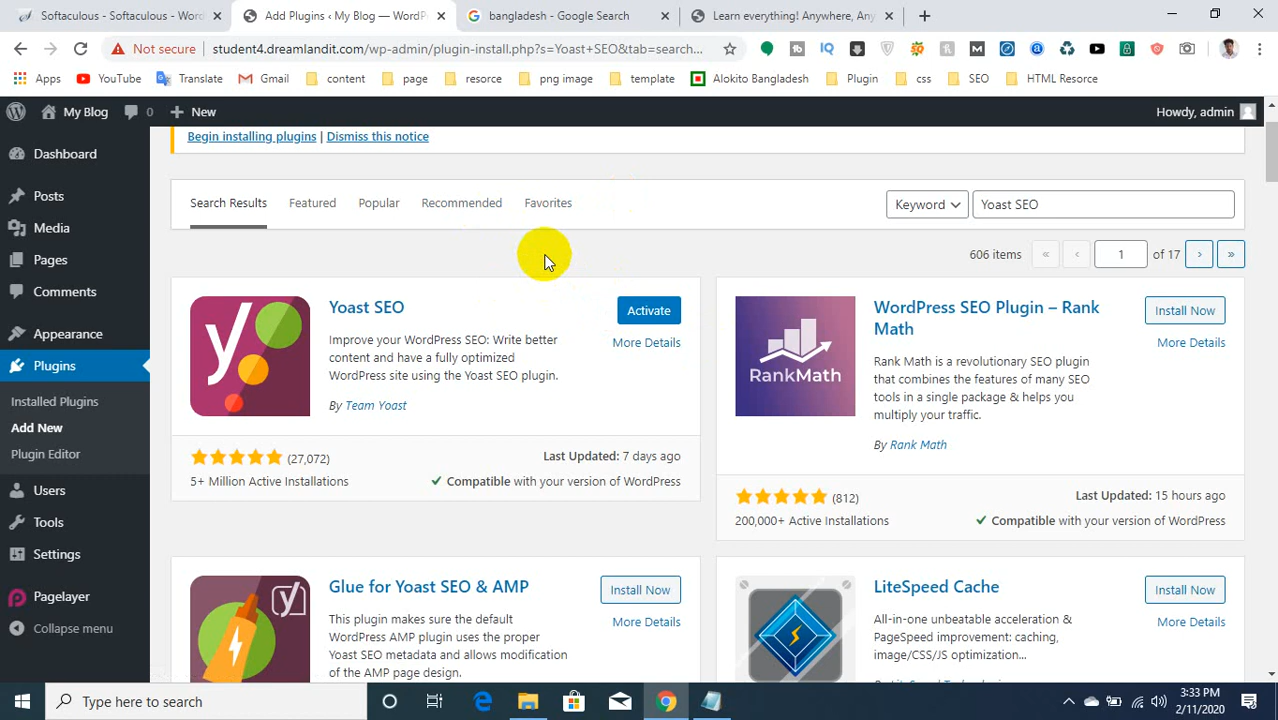 Softaculous - Softaculous - WordP
Add Plugins ‹ My Blog — WordPre
bangladesh - Google Search
Learn everything! Anywhere, Any
Not secure
student4.dreamlandit.com/wp-admin/plugin-install.php?s=Yoast+SEO&tab=search...
Apps
YouTube
Translate
Gmail
content
page
resorce
png image
template
Alokito Bangladesh
Plugin
css
SEO
HTML Resorce
My Blog
0
New
Howdy, admin
Dashboard
Posts
Media
Pages
Comments
Appearance
Plugins
Installed Plugins
Add New
Plugin Editor
Users
Tools
Settings
Pagelayer
Collapse menu
Begin installing plugins | Dismiss this notice
Search Results
Featured
Popular
Recommended
Favorites
Keyword
Yoast SEO
606 items
«
‹
1
of 17
›
»
Yoast SEO
Activate
More Details
Improve your WordPress SEO: Write better
content and have a fully optimized
WordPress site using the Yoast SEO plugin.
By Team Yoast
(27,072)
Last Updated: 7 days ago
5+ Million Active Installations
Compatible with your version of WordPress
RANKMATH
WordPress SEO Plugin – Rank
Math
Install Now
More Details
Rank Math is a revolutionary SEO plugin
that combines the features of many SEO
tools in a single package & helps you
multiply your traffic.
By Rank Math
(812)
Last Updated: 15 hours ago
200,000+ Active Installations
Compatible with your version of WordPress
Glue for Yoast SEO & AMP
Install Now
More Details
This plugin makes sure the default
WordPress AMP plugin uses the proper
Yoast SEO metadata and allows modification
of the AMP page design.
LiteSpeed Cache
Install Now
More Details
All-in-one unbeatable acceleration &
PageSpeed improvement: caching,
image/CSS/JS optimization...
Type here to search
3:33 PM
2/11/2020